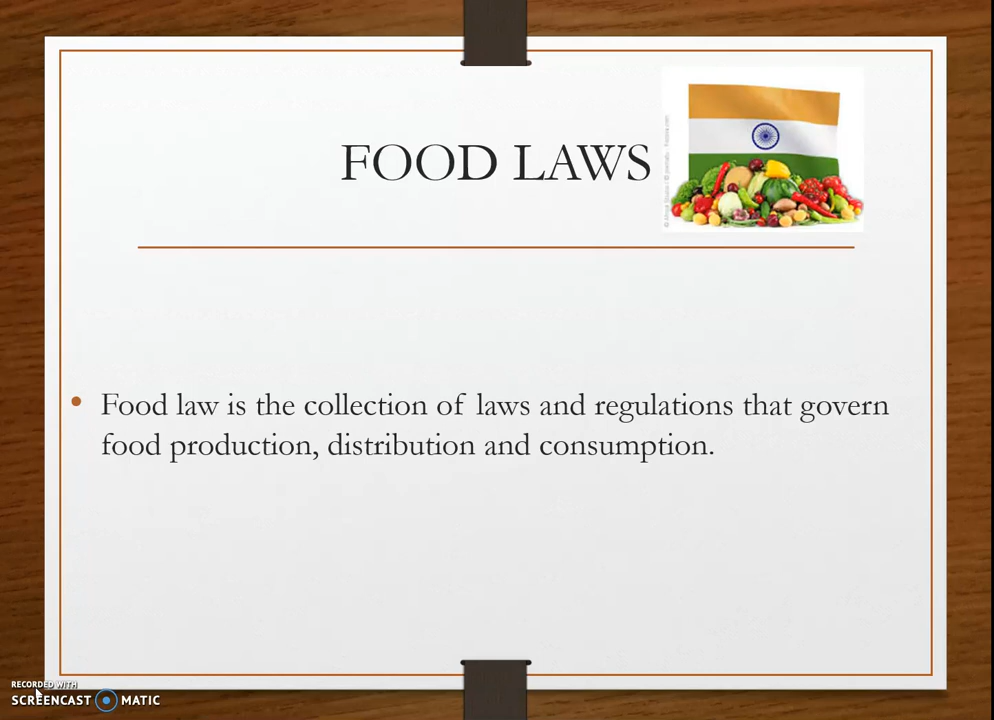 FOOD LAWS
Food law is the collection of laws and regulations that govern
food production, distribution and consumption.
RECORDED WITH
SCREENCAST MATIC